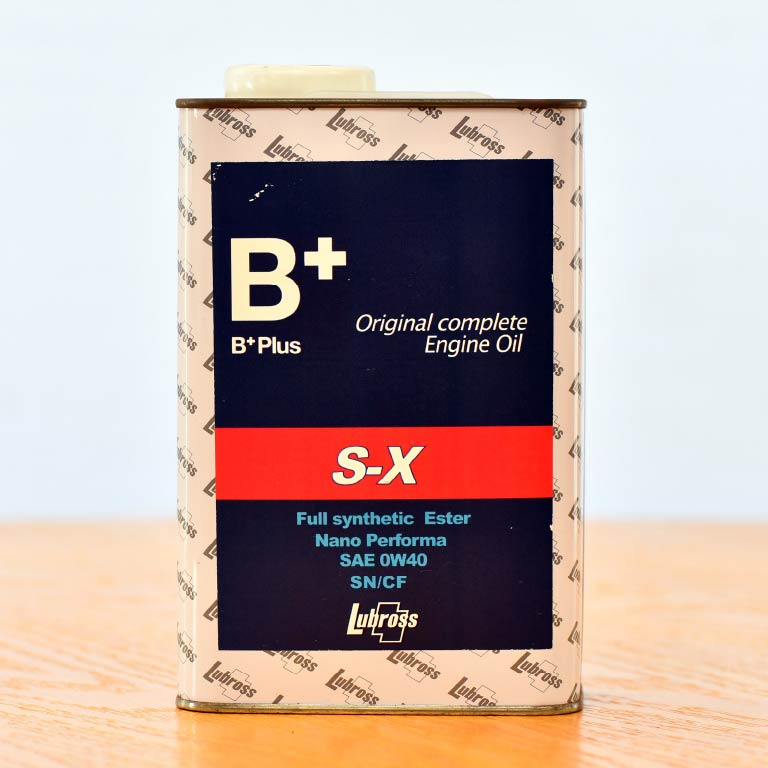 B+
B+ Plus
Original complete
Engine Oil
S-X
Full synthetic Ester
Nano Performa
SAE 0W40
SN/CF
Lubross